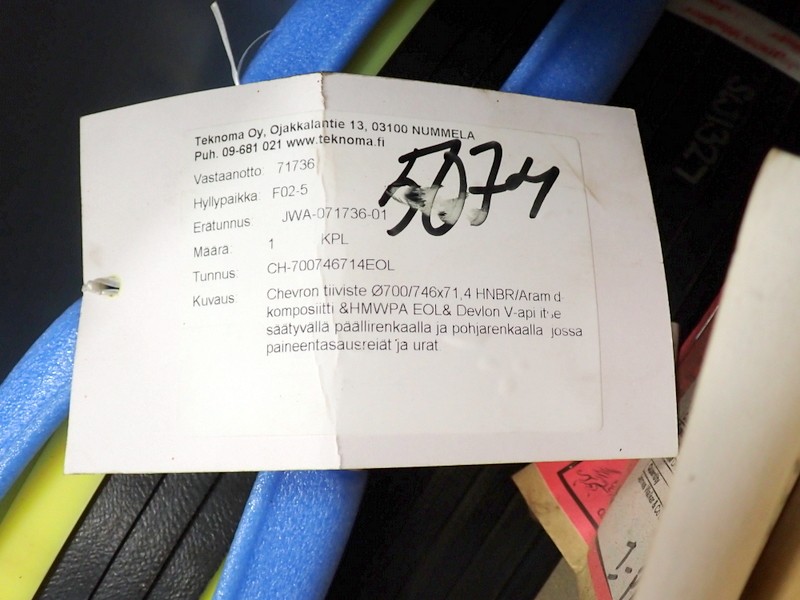 Teknoma Oy, Ojakkalantie 13, 03100 NUMMELA
Puh. 09-681 021 www.teknoma.fi
Vastaanotto: 71736
Hyllypaikka: F02-5
Erätunnus: JWA-071736-01
Määrä: 1 KPL
Tunnus: CH-700746714EOL
Kuvaus: Chevron tiiviste Ø700/746x71,4 HNBR/Aramid
komposiitti &HMWPA EOL& Devlon V-api itse
säätyvällä päällirenkaalla ja pohjarenkaalla jossa
paineentasausreiät ja urat